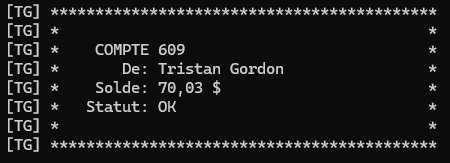 [TG] *******************************************
[TG] *                                         *
[TG] *    COMPTE 609                           *
[TG] *       De: Tristan Gordon                *
[TG] *    Solde: 70,03 $                       *
[TG] *   Statut: OK                            *
[TG] *                                         *
[TG] *******************************************